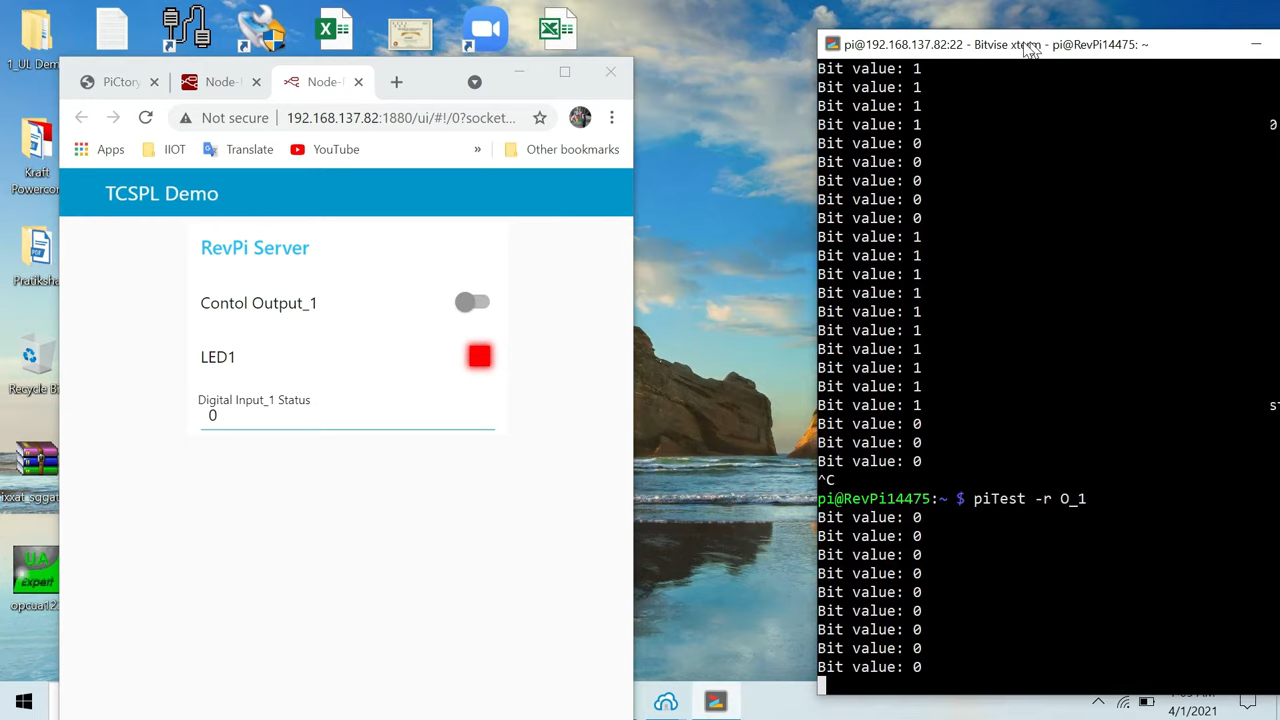 1_UL Demo
Kraft
Powercon
Pratiksha
Recycle Bi
ixxat_sggat
UA
Expert
opcua12
PiCtory
Node-
Node-
Not secure
192.168.137.82:1880/ui/#!/0?socket...
Apps
IIOT
Translate
YouTube
»
Other bookmarks
TCSPL Demo
RevPi Server
Contol Output_1
LED1
Digital Input_1 Status
0
pi@192.168.137.82:22 - Bitvise xterm - pi@RevPi14475: ~
Bit value: 1
Bit value: 1
Bit value: 1
Bit value: 1
Bit value: 0
Bit value: 0
Bit value: 0
Bit value: 0
Bit value: 0
Bit value: 1
Bit value: 1
Bit value: 1
Bit value: 1
Bit value: 1
Bit value: 1
Bit value: 1
Bit value: 1
Bit value: 1
Bit value: 1
Bit value: 0
Bit value: 0
Bit value: 0
^C
pi@RevPi14475:~ $ piTest -r O_1
Bit value: 0
Bit value: 0
Bit value: 0
Bit value: 0
Bit value: 0
Bit value: 0
Bit value: 0
Bit value: 0
Bit value: 0
4/1/2021